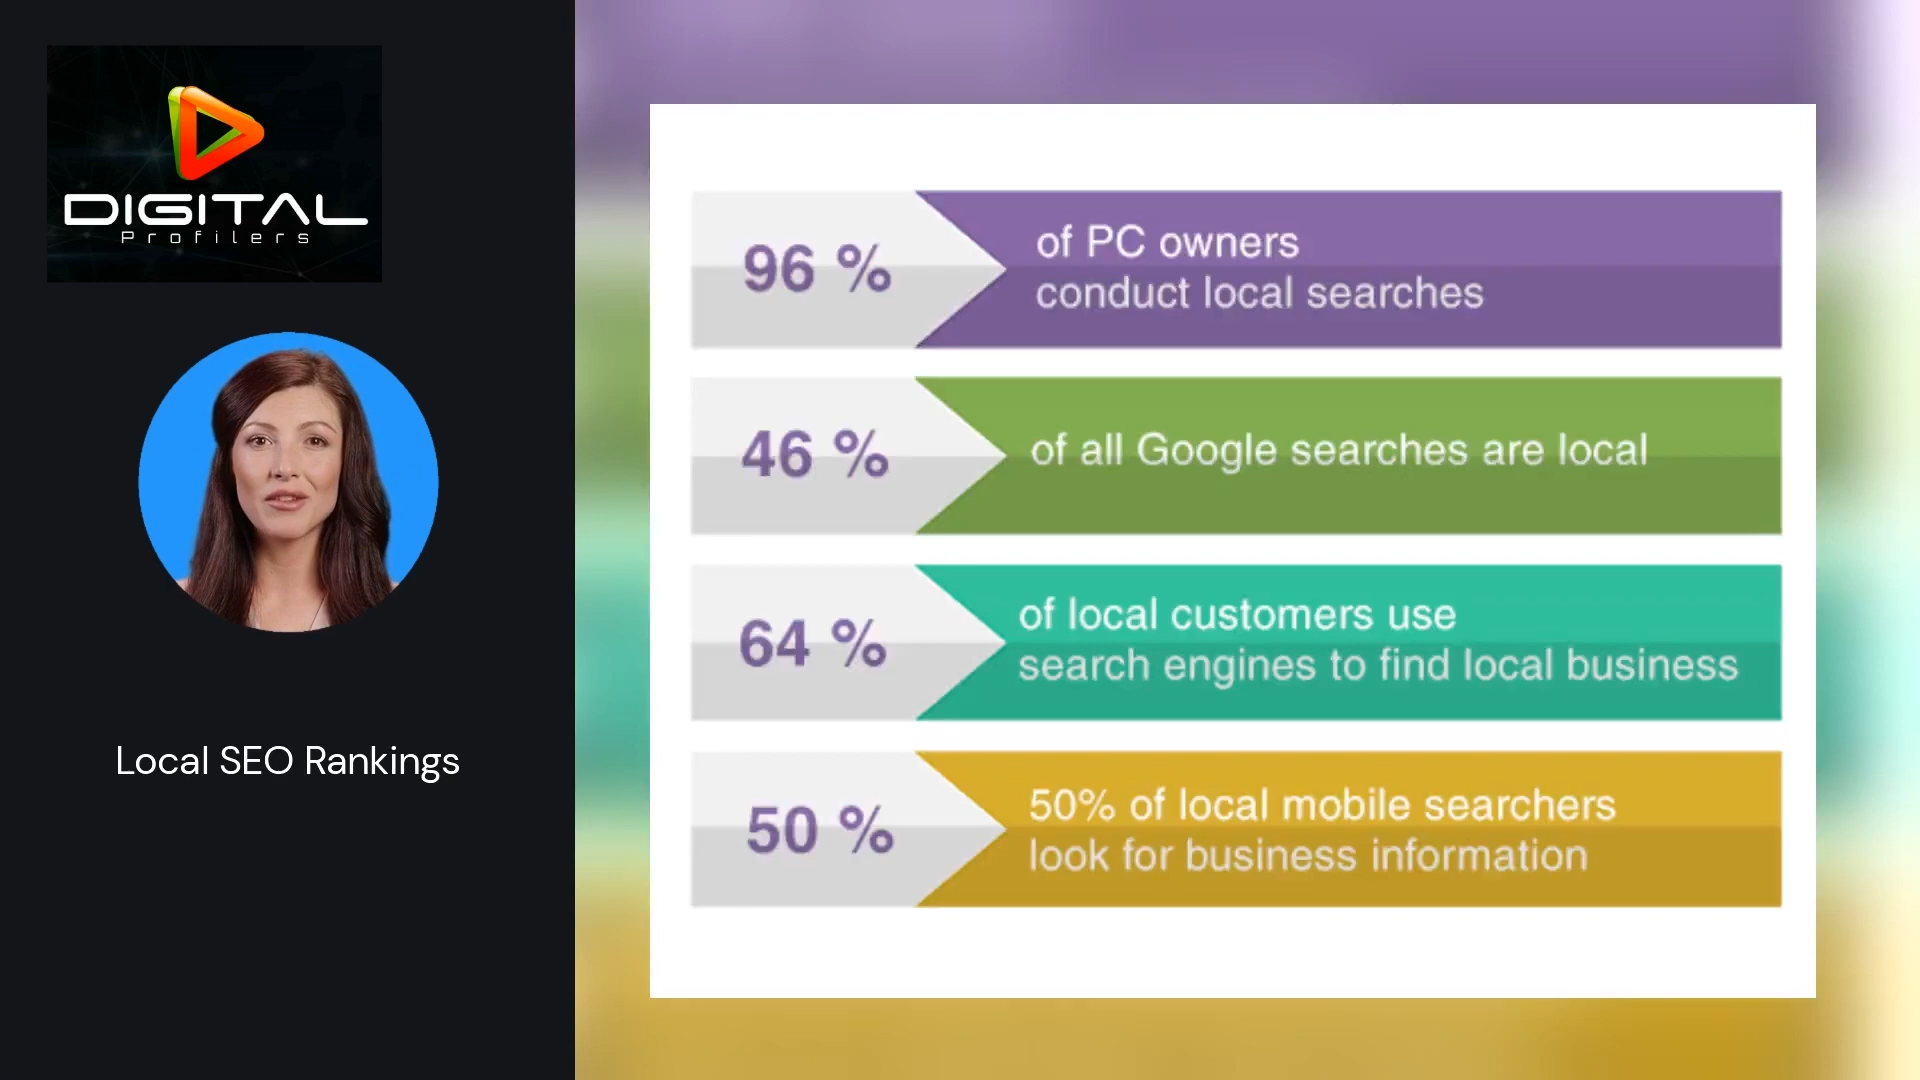 DIGITAL
Profilers
Local SEO Rankings
96 %
of PC owners
conduct local searches
46 %
of all Google searches are local
64 %
of local customers use
search engines to find local business
50 %
50% of local mobile searchers
look for business information